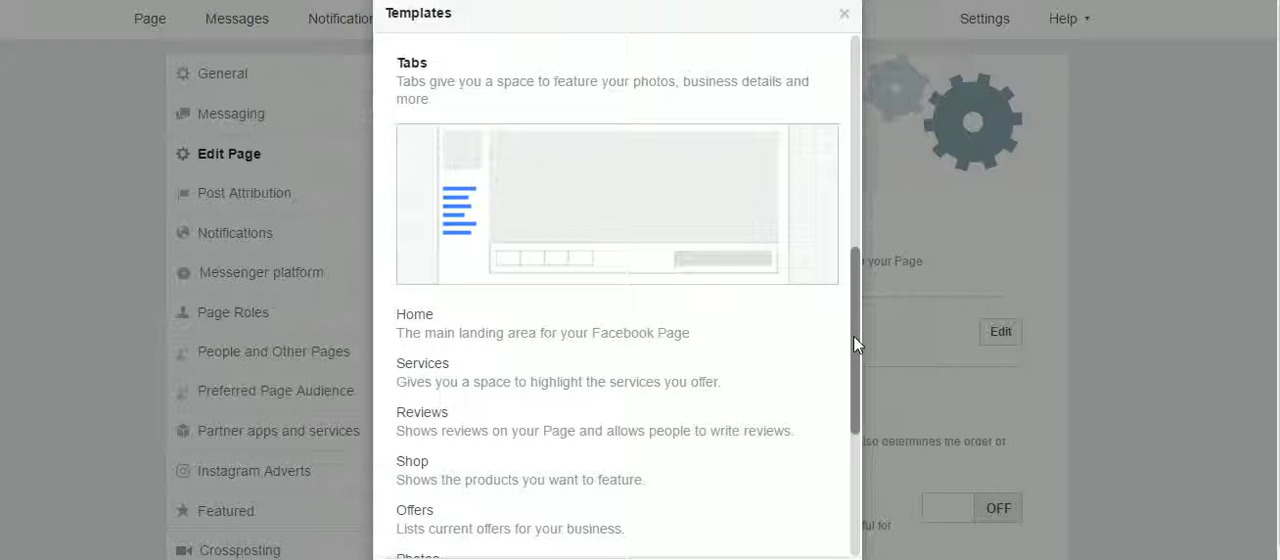 Page
Messages
Notification
Settings
Help
Templates
General
Messaging
Edit Page
Post Attribution
Notifications
Messenger platform
Page Roles
People and Other Pages
Preferred Page Audience
Partner apps and services
Instagram Adverts
Featured
Crossposting
Tabs
Tabs give you a space to feature your photos, business details and
more
Home
The main landing area for your Facebook Page
Services
Gives you a space to highlight the services you offer.
Reviews
Shows reviews on your Page and allows people to write reviews.
Shop
Shows the products you want to feature.
Offers
Lists current offers for your business.
Photos
your Page
Edit
also determines the order of
OFF
ful for